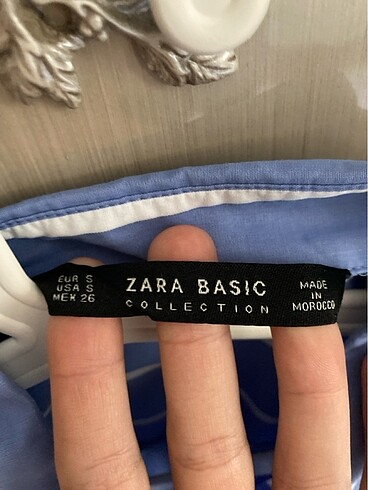 EUR S
USA S
MEX 26
ZARA BASIC
COLLECTION
MADE
IN
MOROCCO